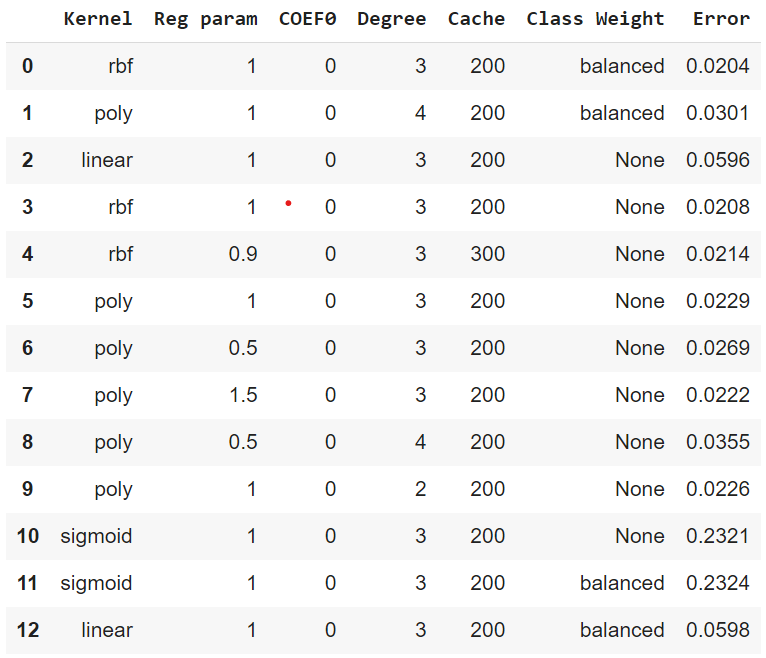 Kernel Reg param COEF0 Degree Cache Class Weight Error
0 rbf 1 0 3 200 balanced 0.0204
1 poly 1 0 4 200 balanced 0.0301
2 linear 1 0 3 200 None 0.0596
3 rbf 1 0 3 200 None 0.0208
4 rbf 0.9 0 3 300 None 0.0214
5 poly 1 0 3 200 None 0.0229
6 poly 0.5 0 3 200 None 0.0269
7 poly 1.5 0 3 200 None 0.0222
8 poly 0.5 0 4 200 None 0.0355
9 poly 1 0 2 200 None 0.0226
10 sigmoid 1 0 3 200 None 0.2321
11 sigmoid 1 0 3 200 balanced 0.2324
12 linear 1 0 3 200 balanced 0.0598